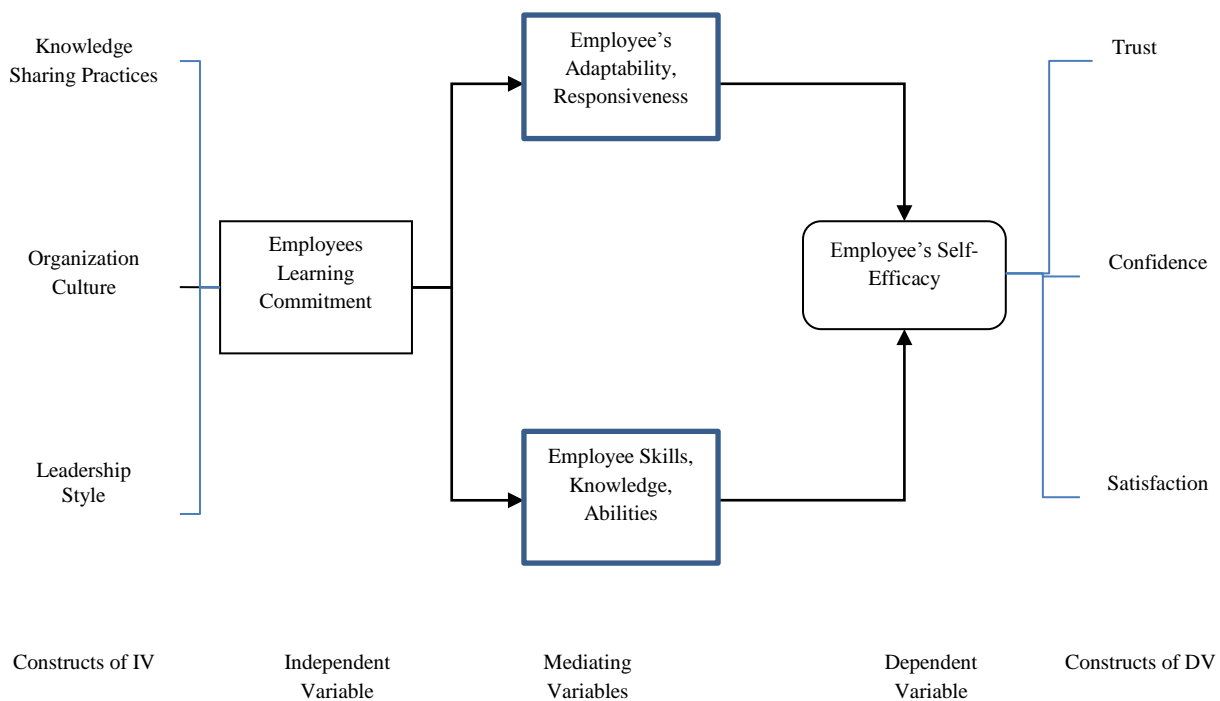 Knowledge
Sharing Practices
Organization
Culture
Leadership
Style
Employees
Learning
Commitment
Employee’s
Adaptability,
Responsiveness
Employee Skills,
Knowledge,
Abilities
Employee’s Self-
Efficacy
Trust
Confidence
Satisfaction
Constructs of IV
Independent
Variable
Mediating
Variables
Dependent
Variable
Constructs of DV